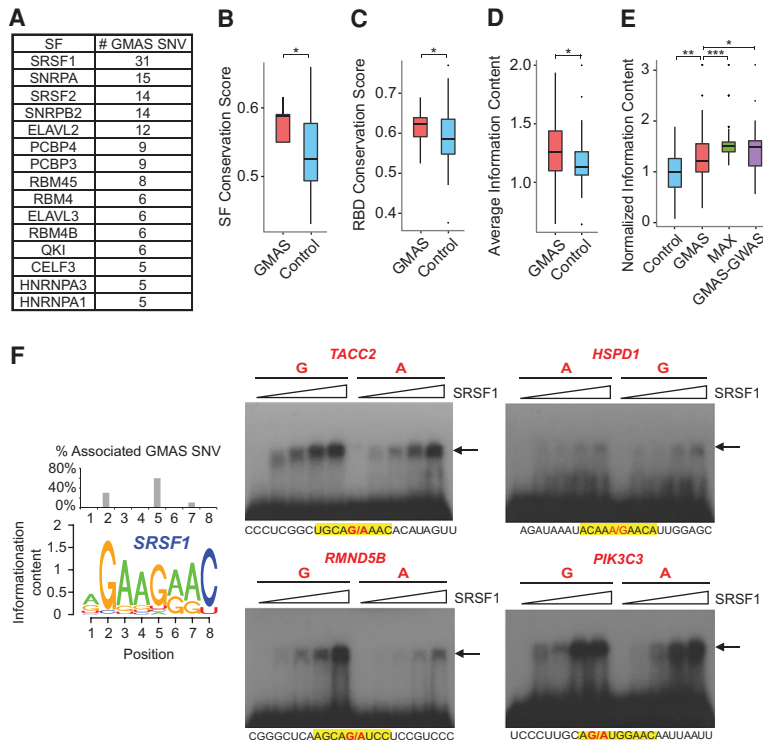 A
SF # GMAS SNV
SRSF1 31
SNRPA 15
SRSF2 14
SNRPB2 14
ELAVL2 12
PCBP4 9
PCBP3 9
RBM45 8
RBM4 6
ELAVL3 6
RBM4B 6
QKI 6
CELF3 5
HNRNPA3 5
HNRNPA1 5
B
SF Conservation Score
0.6
0.5
*
GMAS
Control
C
RBD Conservation Score
0.8
0.7
0.6
0.5
0.4
*
GMAS
Control
D
Average Information Content
2.0
1.6
1.2
0.8
*
GMAS
Control
E
Normalized Information Content
3
2
1
0
**
***
*
Control
GMAS
MAX
GMAS-GWAS
F
% Associated GMAS SNV
80%
40%
0%
1 2 3 4 5 6 7 8
Informationation content
2
1.5
1
0.5
0
SRSF1
AGAAGAAC
GG
U
1 2 3 4 5 6 7 8
Position
TACC2
G A
SRSF1
CCCUCGGCUGCAG/AAACACAUAGUU
HSPD1
A G
SRSF1
AGAUAAAUACAAA/GGAACAUUGGAGC
RMND5B
G A
SRSF1
CGGGCUCAAGCAG/AUCCUCCGUCCC
PIK3C3
G A
SRSF1
UCCCUUGCAG/AUGGAACAAUUAAUU